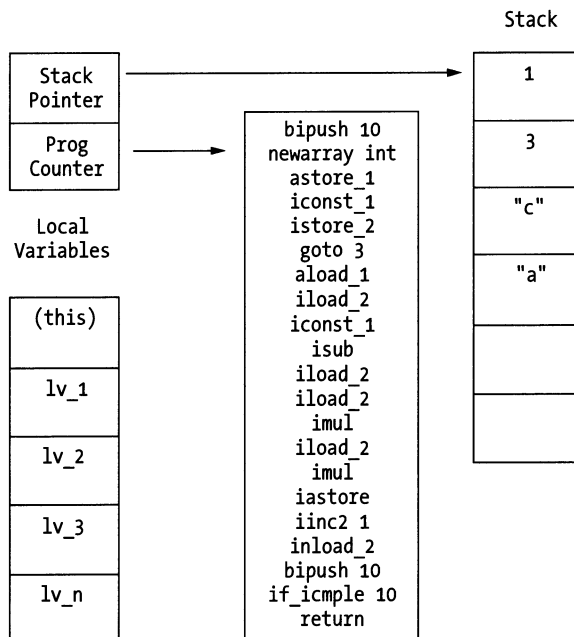 Stack
Stack
Pointer
Prog
Counter
Local
Variables
(this)
lv_1
lv_2
lv_3
lv_n
bipush 10
newarray int
astore_1
iconst_1
istore_2
goto 3
aload_1
iload_2
iconst_1
isub
iload_2
iload_2
imul
iload_2
imul
iastore
iinc2 1
inload_2
bipush 10
if_icmple 10
return
1
3
"c"
"a"